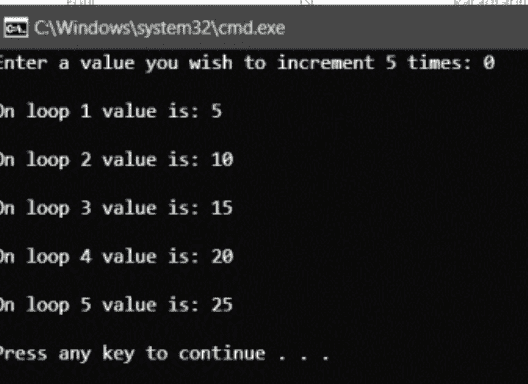 C:\Windows\system32\cmd.exe
Enter a value you wish to increment 5 times: 0
On loop 1 value is: 5
On loop 2 value is: 10
On loop 3 value is: 15
On loop 4 value is: 20
On loop 5 value is: 25
Press any key to continue . . .